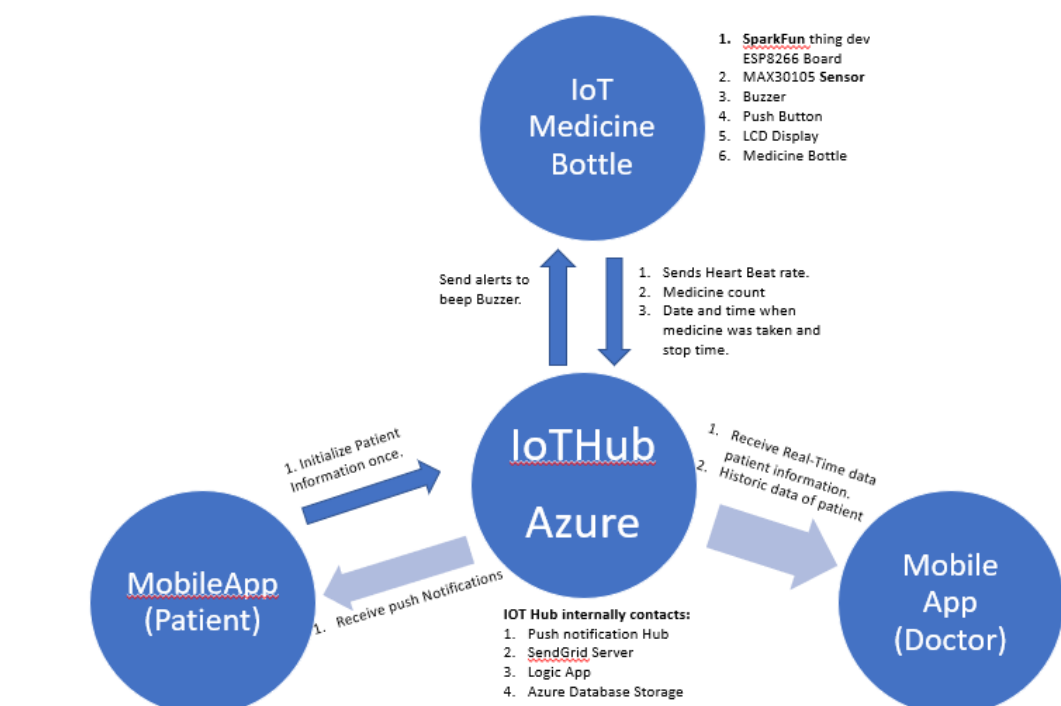 IoT
Medicine
Bottle
1. SparkFun thing dev
ESP8266 Board
2. MAX30105 Sensor
3. Buzzer
4. Push Button
5. LCD Display
6. Medicine Bottle
Send alerts to
beep Buzzer.
1. Sends Heart Beat rate.
2. Medicine count
3. Date and time when
medicine was taken and
stop time.
1. Initialize Patient
Information once.
IoTHub
Azure
1. Receive Real-Time data
patient information.
2. Historic data of patient
MobileApp
(Patient)
1. Receive push Notifications
Mobile
App
(Doctor)
IOT Hub internally contacts:
1. Push notification Hub
2. SendGrid Server
3. Logic App
4. Azure Database Storage